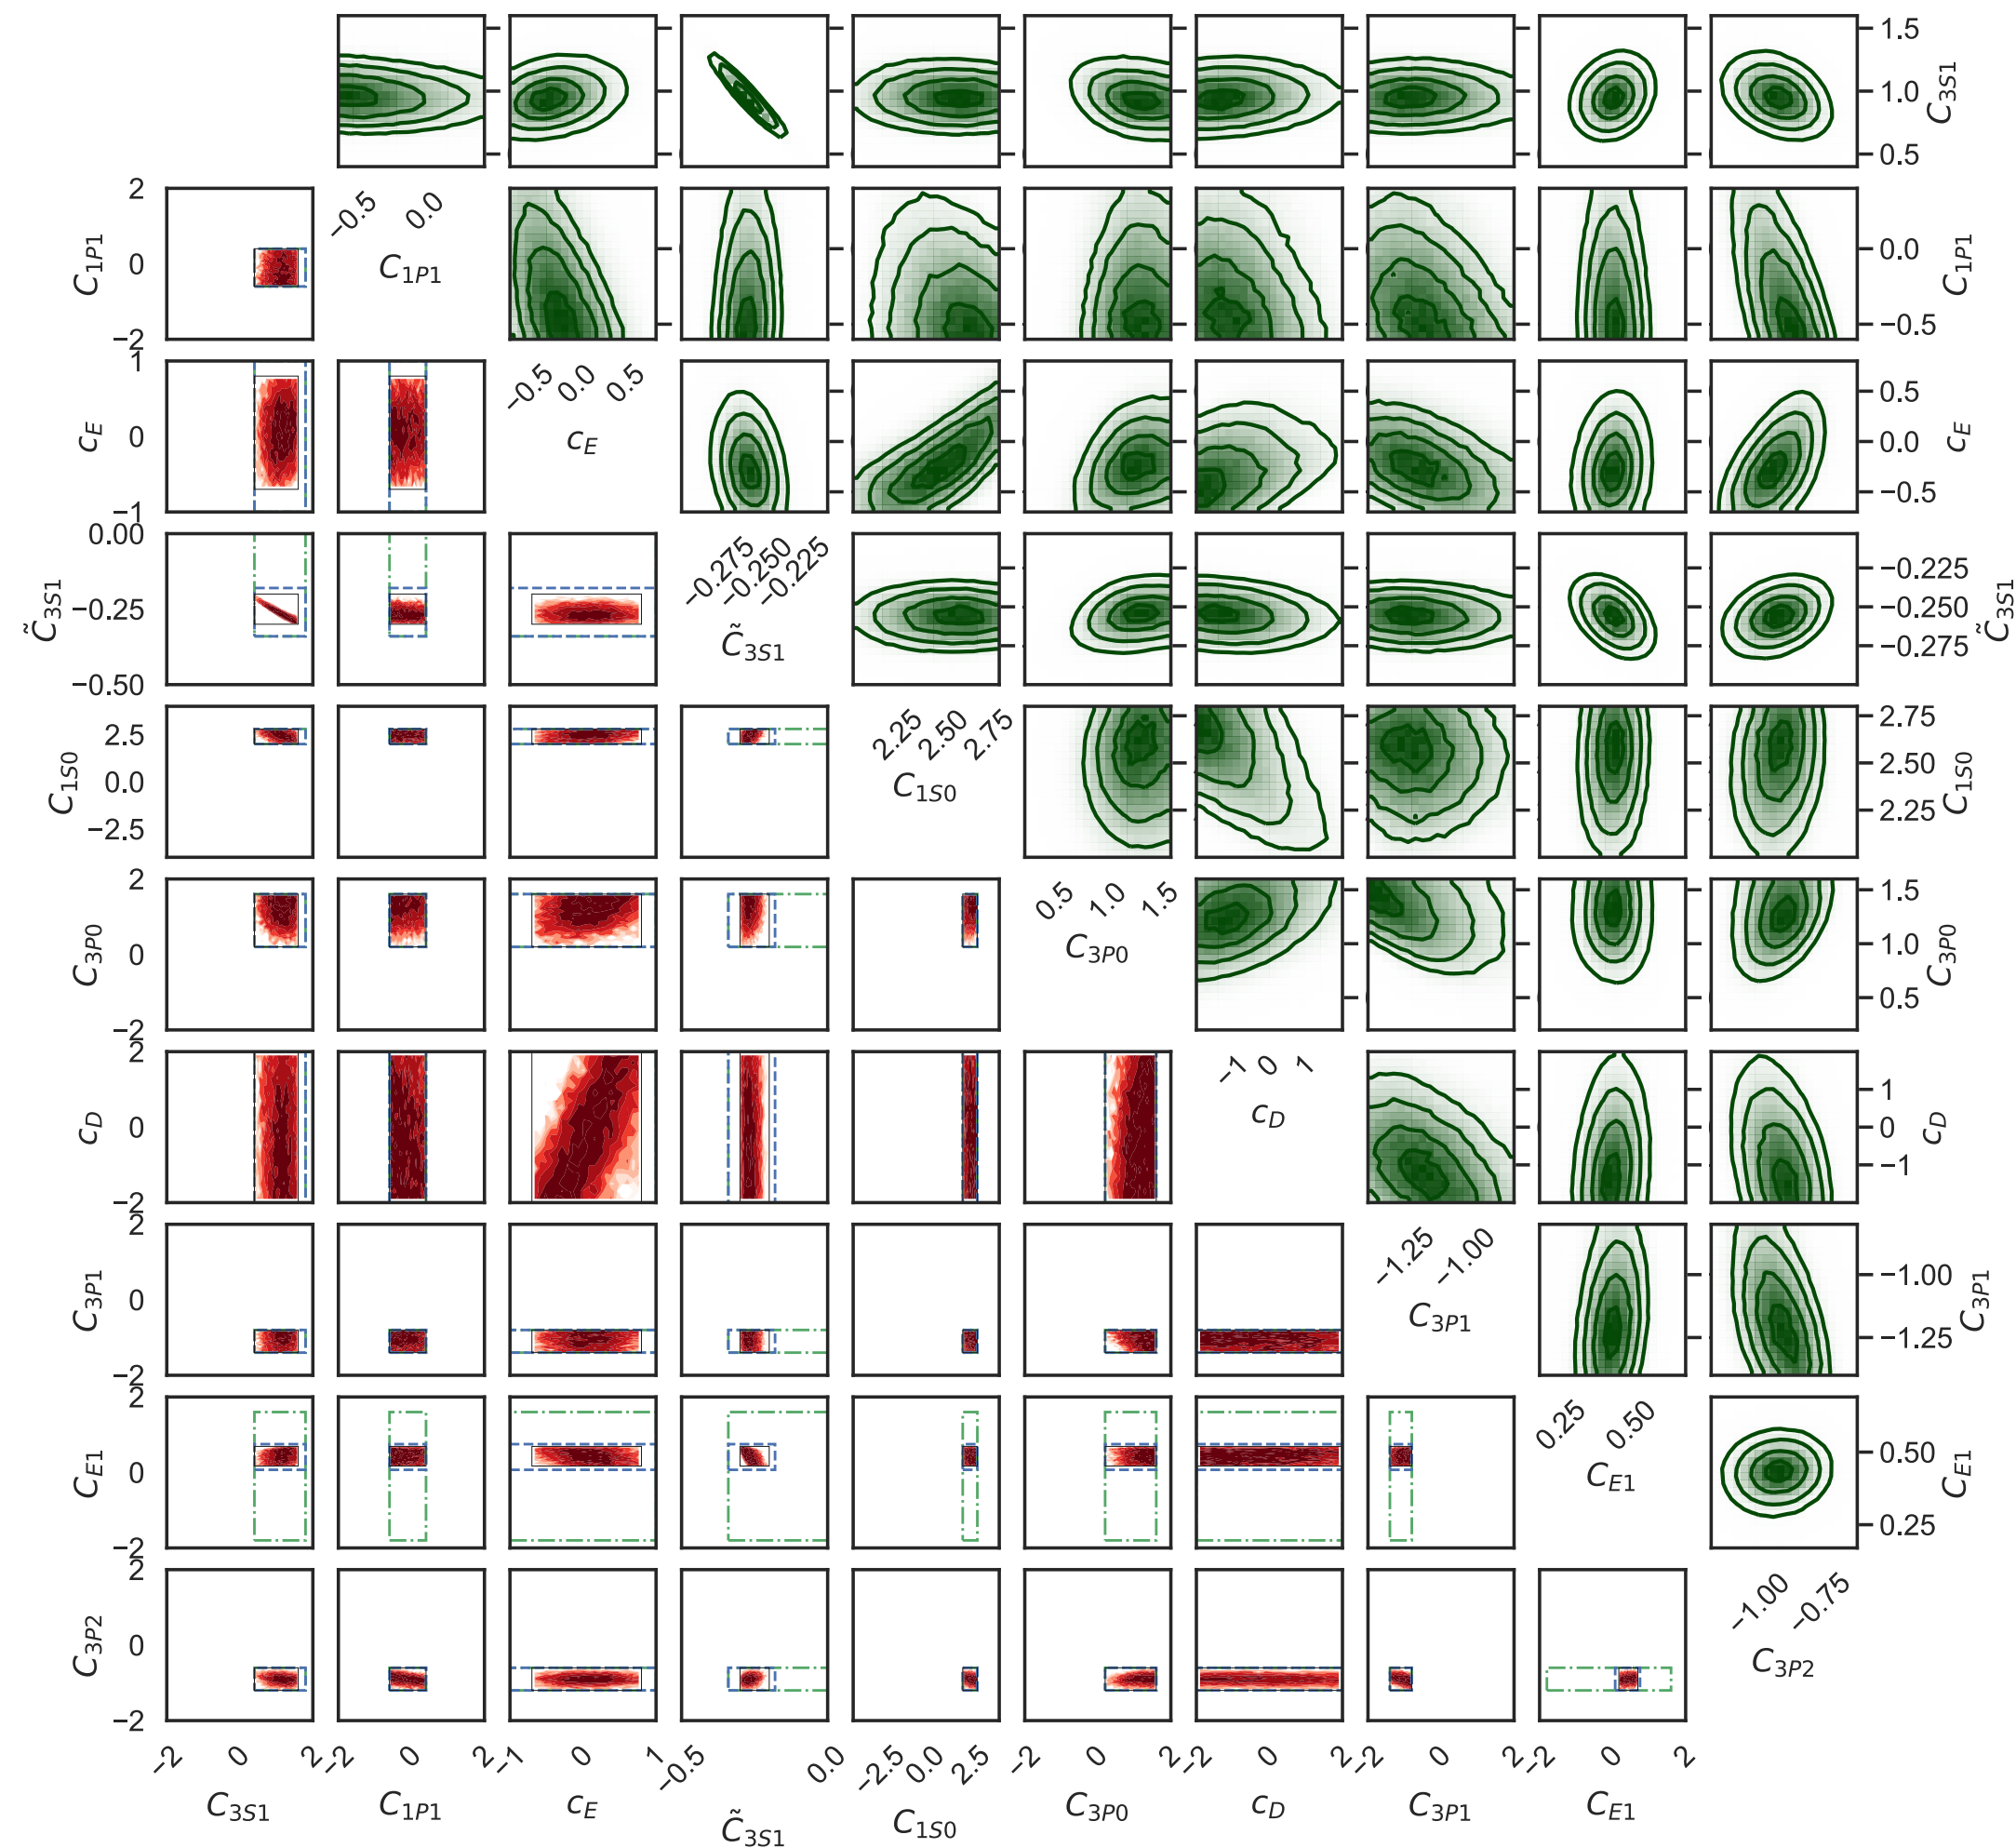 1.5
1.0
0.5
C3S1
2
0
−2
C1P1
−0.5
0.0
C1P1
0.0
−0.5
C1P1
1
0
−1
cE
−0.5
0.0
0.5
cE
0.5
0.0
−0.5
cE
0.00
−0.25
−0.50
C̃3S1
−0.275
−0.250
−0.225
C̃3S1
−0.225
−0.250
−0.275
C̃3S1
2.5
0.0
−2.5
C1S0
2.25
2.50
2.75
C1S0
2.75
2.50
2.25
C1S0
2
0
−2
C3P0
0.5
1.0
1.5
C3P0
1.5
1.0
0.5
C3P0
2
0
−2
cD
−1
0
1
cD
1
0
−1
cD
2
0
−2
C3P1
−1.25
−1.00
C3P1
−1.00
−1.25
C3P1
2
0
−2
CE1
0.25
0.50
CE1
0.50
0.25
CE1
2
0
−2
C3P2
−1.00
−0.75
C3P2
−2 0 2
−2 0 2
−1 0 1
−0.5 0.0
−2.5 0.0 2.5
−2 0 2
−2 0 2
−2 0 2
−2 0 2
C3S1 C1P1 cE C̃3S1 C1S0 C3P0 cD C3P1 CE1